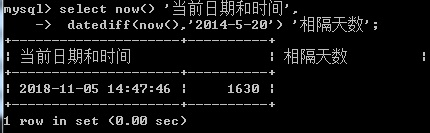 mysql> select now() '当前日期和时间',
    -> datediff(now(),'2014-5-20') '相隔天数';
+---------------------+----------+
| 当前日期和时间 | 相隔天数 |
+---------------------+----------+
| 2018-11-05 14:47:46 | 1630 |
+---------------------+----------+
1 row in set (0.00 sec)